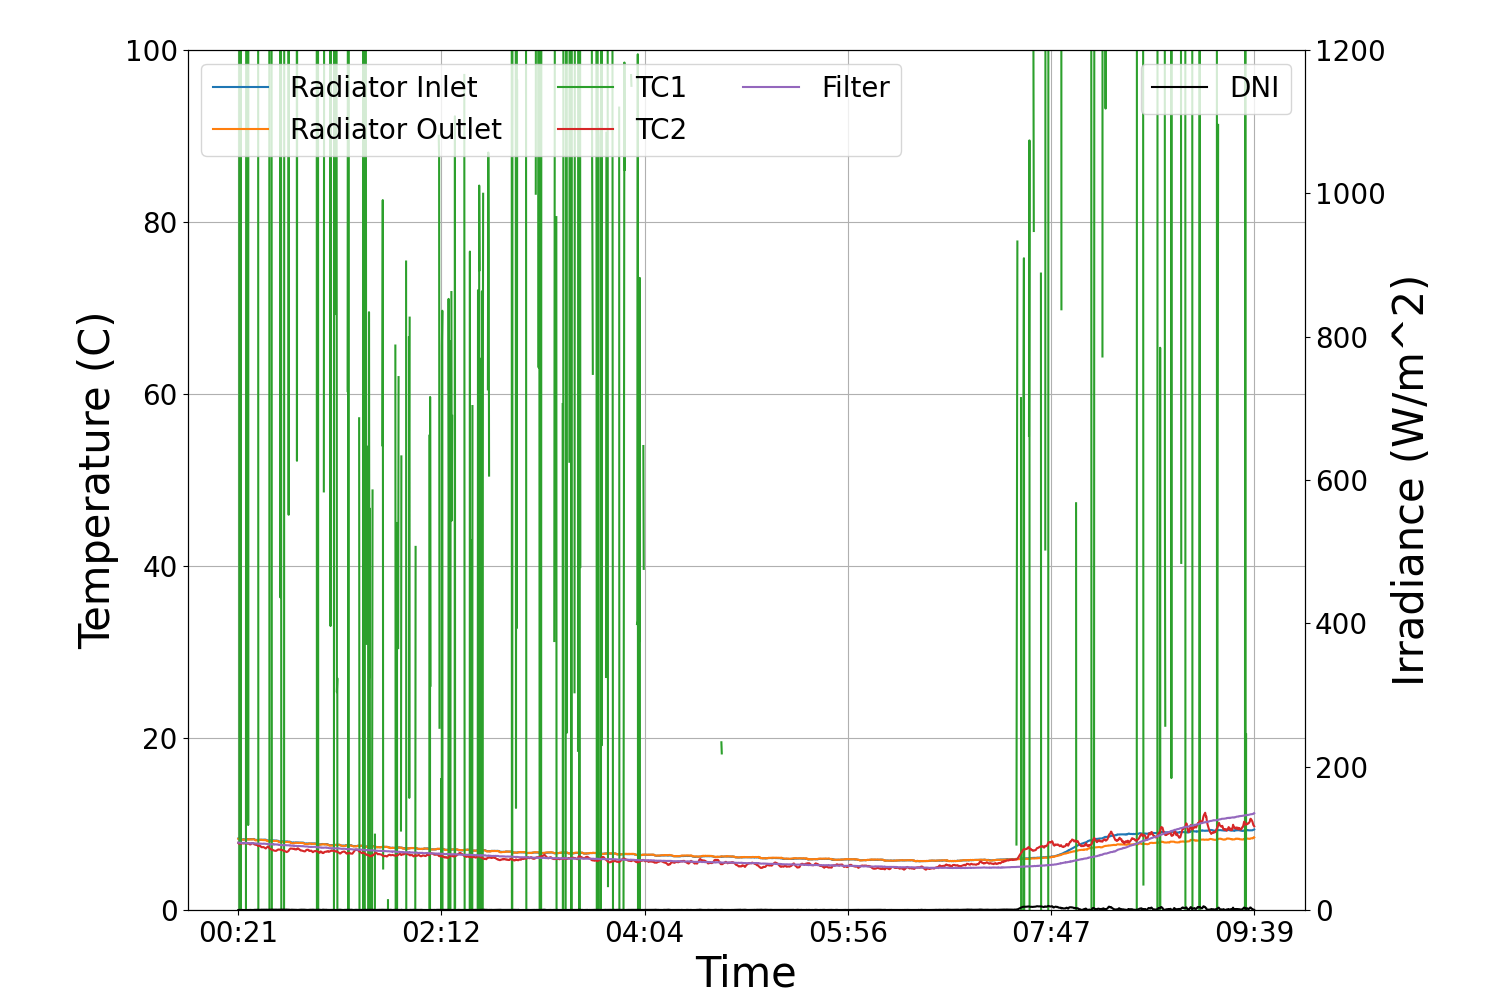 100
80
60
40
20
0
Temperature (C)
Radiator Inlet
Radiator Outlet
TC1
TC2
Filter
DNI
1200
1000
800
600
400
200
0
Irradiance (W/m^2)
00:21
02:12
04:04
05:56
07:47
09:39
Time